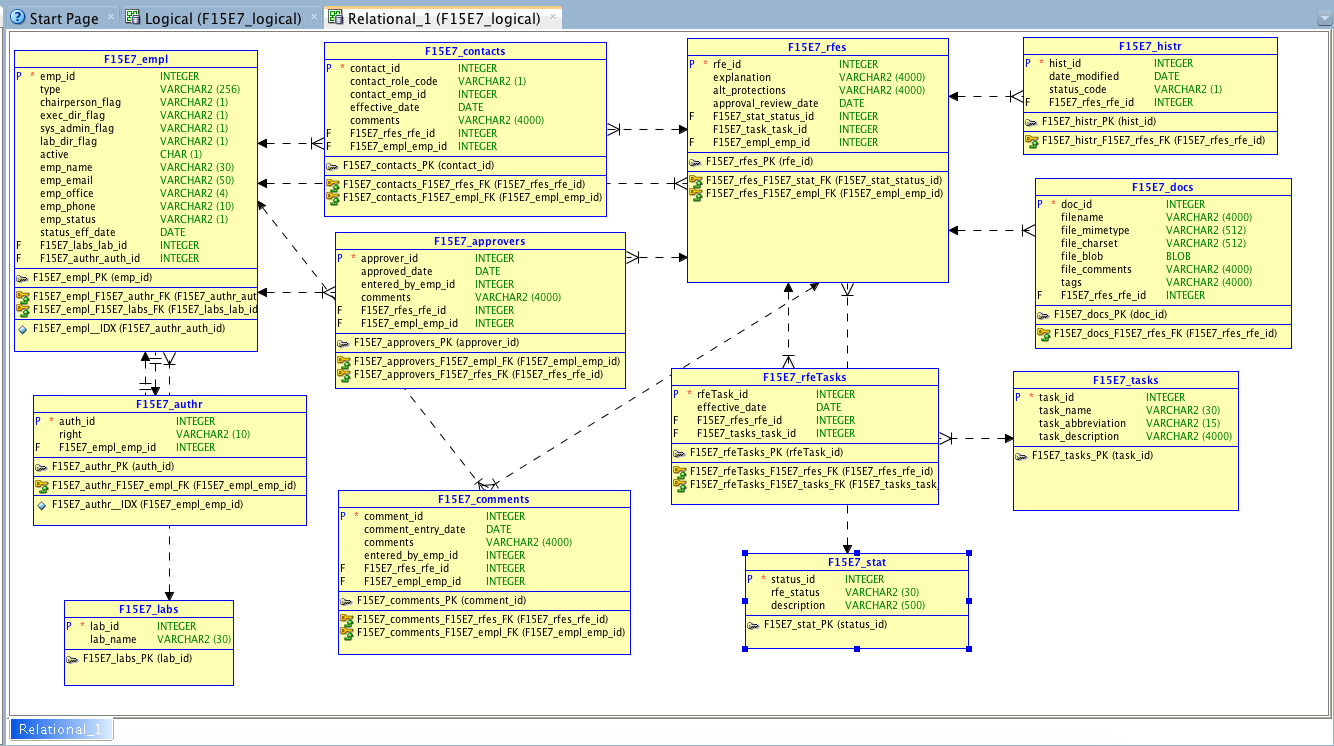 Start Page
Logical (F15E7_logical)
Relational_1 (F15E7_logical)
F15E7_empl
P * emp_id INTEGER
type VARCHAR2 (256)
chairperson_flag VARCHAR2 (1)
exec_dir_flag VARCHAR2 (1)
sys_admin_flag VARCHAR2 (1)
lab_dir_flag VARCHAR2 (1)
active CHAR (1)
emp_name VARCHAR2 (30)
emp_email VARCHAR2 (50)
emp_office VARCHAR2 (4)
emp_phone VARCHAR2 (10)
emp_status VARCHAR2 (1)
status_eff_date DATE
F F15E7_labs_lab_id INTEGER
F F15E7_authr_auth_id INTEGER
F15E7_empl_PK (emp_id)
F15E7_empl_F15E7_authr_FK (F15E7_authr_aut
F15E7_empl_F15E7_labs_FK (F15E7_labs_lab_id
F15E7_empl__IDX (F15E7_authr_auth_id)
F15E7_contacts
P * contact_id INTEGER
contact_role_code VARCHAR2 (1)
contact_emp_id INTEGER
effective_date DATE
comments VARCHAR2 (4000)
F F15E7_rfes_rfe_id INTEGER
F F15E7_empl_emp_id INTEGER
F15E7_contacts_PK (contact_id)
F15E7_contacts_F15E7_rfes_FK (F15E7_rfes_rfe_id)
F15E7_contacts_F15E7_empl_FK (F15E7_empl_emp_id)
F15E7_rfes
P * rfe_id INTEGER
explanation VARCHAR2 (4000)
alt_protections VARCHAR2 (4000)
approval_review_date DATE
F F15E7_stat_status_id INTEGER
F15E7_task_task_id INTEGER
F F15E7_empl_emp_id INTEGER
F15E7_rfes_PK (rfe_id)
F15E7_rfes_F15E7_stat_FK (F15E7_stat_status_id)
F15E7_rfes_F15E7_empl_FK (F15E7_empl_emp_id)
F15E7_histr
P * hist_id INTEGER
date_modified DATE
status_code VARCHAR2 (1)
F F15E7_rfes_rfe_id INTEGER
F15E7_histr_PK (hist_id)
F15E7_histr_F15E7_rfes_FK (F15E7_rfes_rfe_id)
F15E7_docs
P * doc_id INTEGER
filename VARCHAR2 (4000)
file_mimetype VARCHAR2 (512)
file_charset VARCHAR2 (512)
file_blob BLOB
file_comments VARCHAR2 (4000)
tags VARCHAR2 (4000)
F F15E7_rfes_rfe_id INTEGER
F15E7_docs_PK (doc_id)
F15E7_docs_F15E7_rfes_FK (F15E7_rfes_rfe_id)
F15E7_approvers
P * approver_id INTEGER
approved_date DATE
entered_by_emp_id INTEGER
comments VARCHAR2 (4000)
F F15E7_rfes_rfe_id INTEGER
F F15E7_empl_emp_id INTEGER
F15E7_approvers_PK (approver_id)
F15E7_approvers_F15E7_empl_FK (F15E7_empl_emp_id)
F15E7_approvers_F15E7_rfes_FK (F15E7_rfes_rfe_id)
F15E7_authr
P * auth_id INTEGER
right VARCHAR2 (10)
F F15E7_empl_emp_id INTEGER
F15E7_authr_PK (auth_id)
F15E7_authr_F15E7_empl_FK (F15E7_empl_emp_id)
F15E7_authr__IDX (F15E7_empl_emp_id)
F15E7_rfeTasks
P * rfeTask_id INTEGER
effective_date DATE
F F15E7_rfes_rfe_id INTEGER
F F15E7_tasks_task_id INTEGER
F15E7_rfeTasks_PK (rfeTask_id)
F15E7_rfeTasks_F15E7_rfes_FK (F15E7_rfes_rfe_id)
F15E7_rfeTasks_F15E7_tasks_FK (F15E7_tasks_task_
F15E7_tasks
P * task_id INTEGER
task_name VARCHAR2 (30)
task_abbreviation VARCHAR2 (15)
task_description VARCHAR2 (4000)
F15E7_tasks_PK (task_id)
F15E7_comments
P * comment_id INTEGER
comment_entry_date DATE
comments VARCHAR2 (4000)
entered_by_emp_id INTEGER
F F15E7_rfes_rfe_id INTEGER
F F15E7_empl_emp_id INTEGER
F15E7_comments_PK (comment_id)
F15E7_comments_F15E7_rfes_FK (F15E7_rfes_rfe_id)
F15E7_comments_F15E7_empl_FK (F15E7_empl_emp_id)
F15E7_stat
P * status_id INTEGER
rfe_status VARCHAR2 (30)
description VARCHAR2 (500)
F15E7_stat_PK (status_id)
F15E7_labs
P * lab_id INTEGER
lab_name VARCHAR2 (30)
F15E7_labs_PK (lab_id)
Relational_1